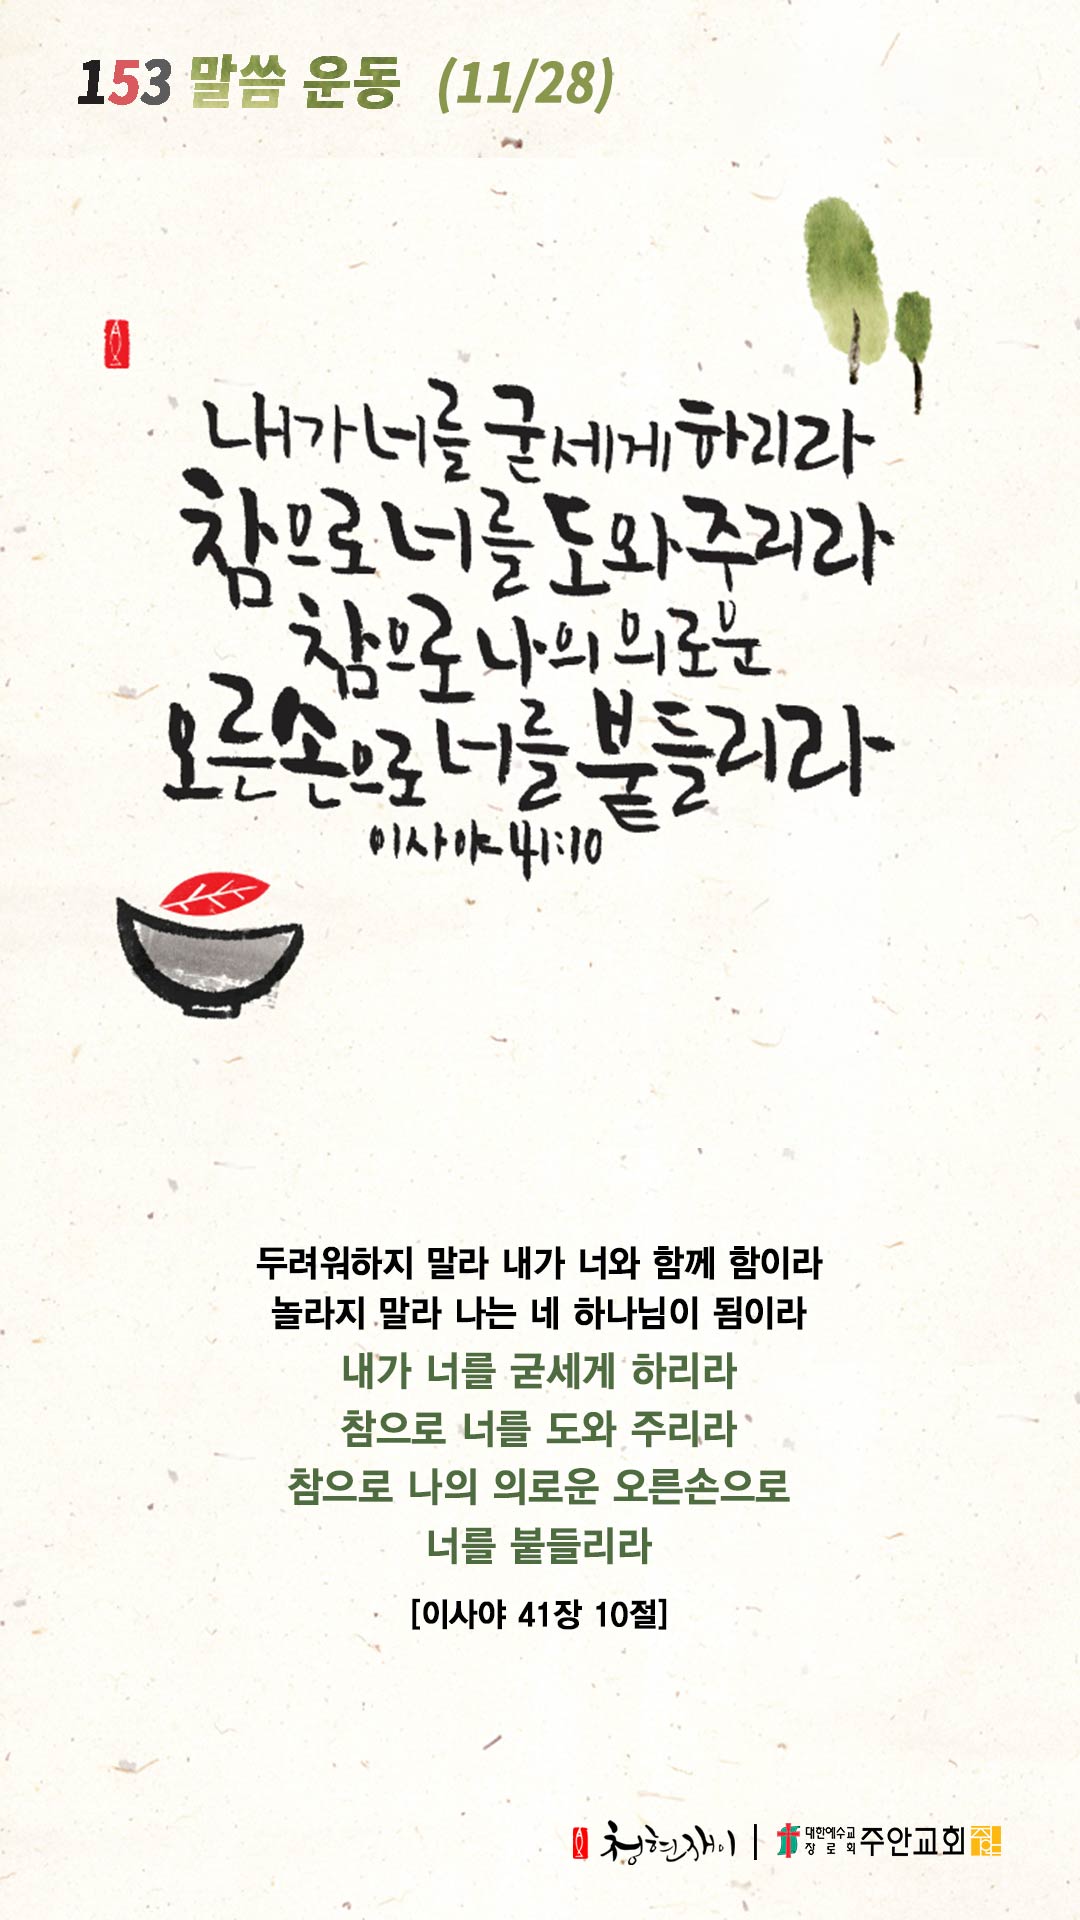 153 말씀 운동 (11/28)
내가 너를 굳세게 하리라
참으로 너를 도와 주리라
참으로 나의 의로운
오른손으로 너를 붙들리라
이사야 41:10
두려워하지 말라 내가 너와 함께 함이라
놀라지 말라 나는 네 하나님이 됨이라
내가 너를 굳세게 하리라
참으로 너를 도와 주리라
참으로 나의 의로운 오른손으로
너를 붙들리라
[이사야 41장 10절]
청현재이 | 대한예수교장로회 주안교회